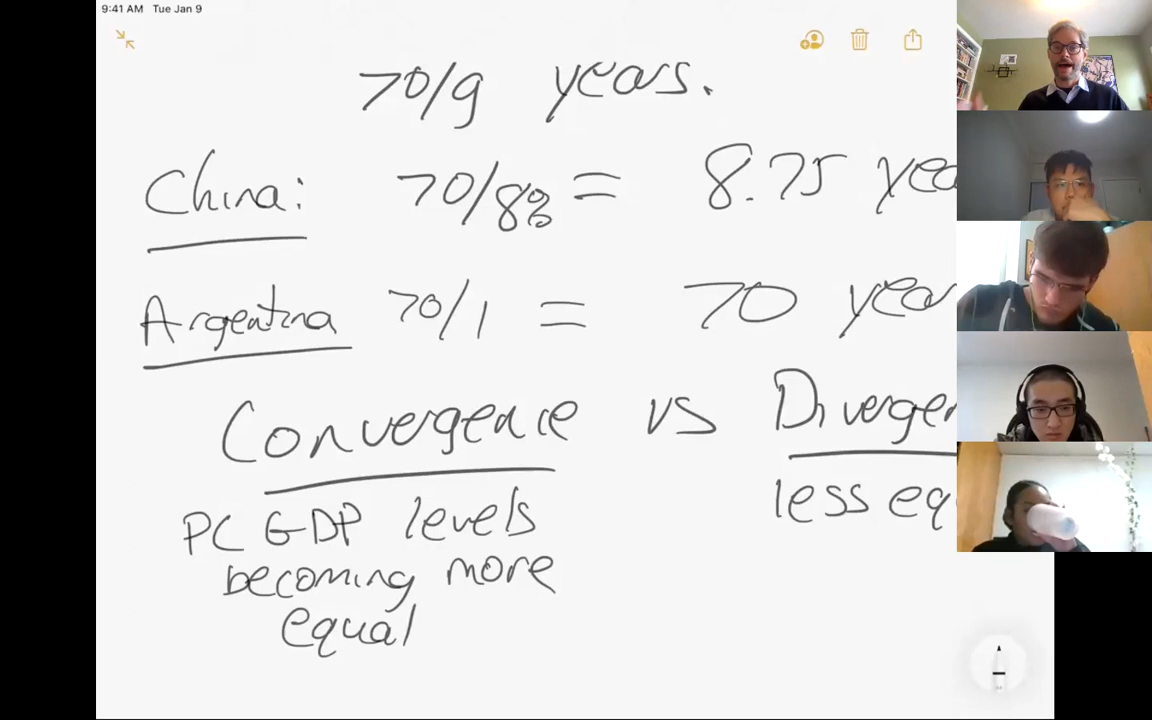 9:41 AM Tue Jan 9
70/g years.
China: 70/8% = 8.75 yea
Argentina 70/1 = 70 year
Convergence vs Divergen
PC GDP levels less eq
becoming more
equal